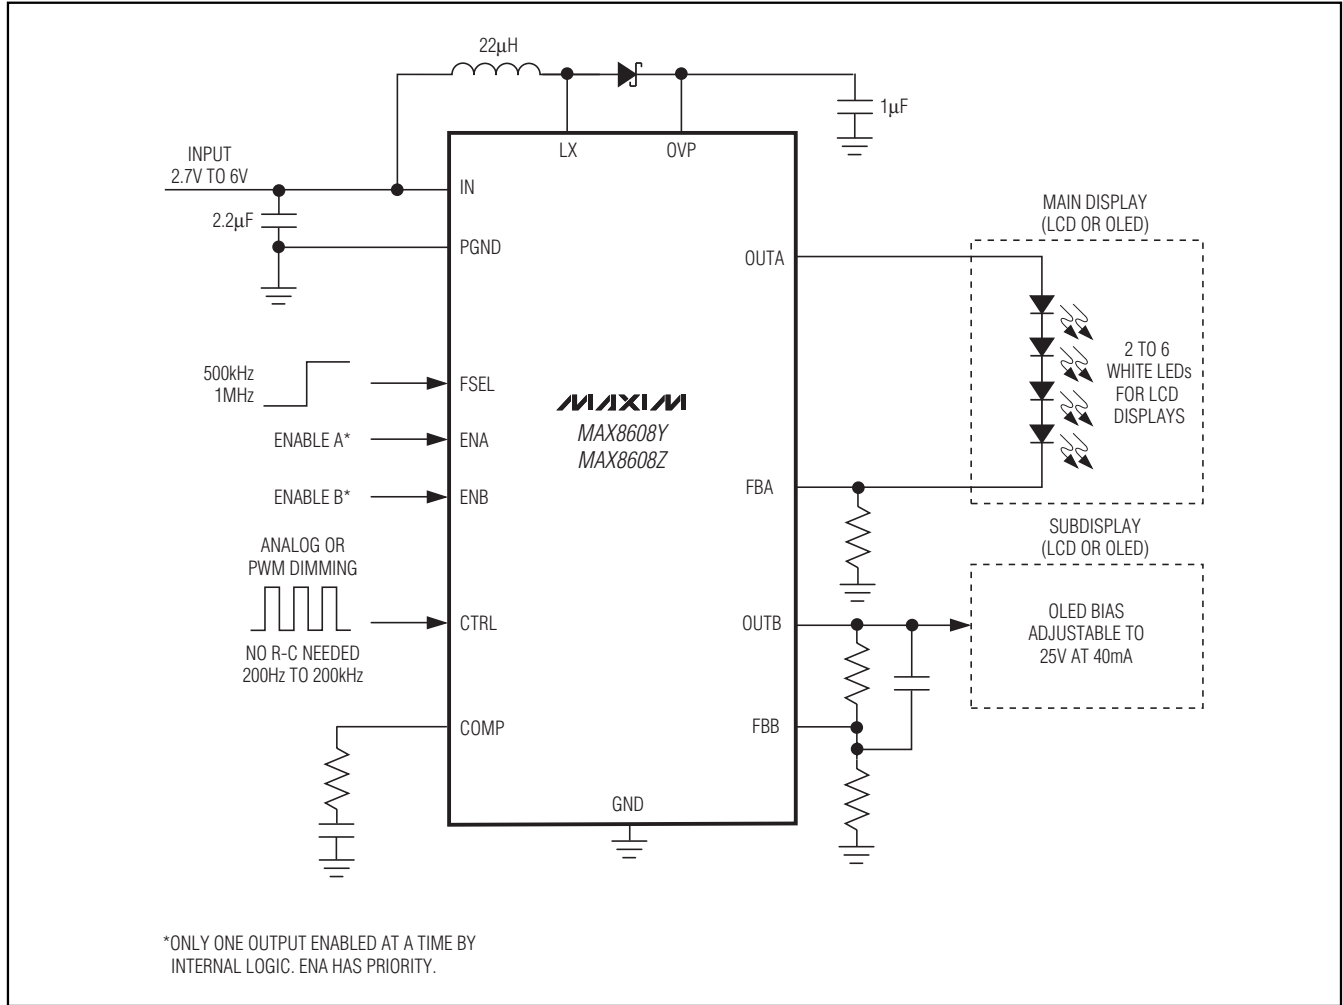 22μH
1μF
LX
OVP
INPUT
2.7V TO 6V
IN
2.2μF
PGND
MAIN DISPLAY
(LCD OR OLED)
OUTA
2 TO 6
WHITE LEDs
FOR LCD
DISPLAYS
500kHz
1MHz
FSEL
MAXIM
MAX8608Y
MAX8608Z
ENABLE A*
ENA
ENABLE B*
ENB
FBA
SUBDISPLAY
(LCD OR OLED)
ANALOG OR
PWM DIMMING
CTRL
NO R-C NEEDED
200Hz TO 200kHz
OUTB
OLED BIAS
ADJUSTABLE TO
25V AT 40mA
COMP
FBB
GND
*ONLY ONE OUTPUT ENABLED AT A TIME BY
INTERNAL LOGIC. ENA HAS PRIORITY.